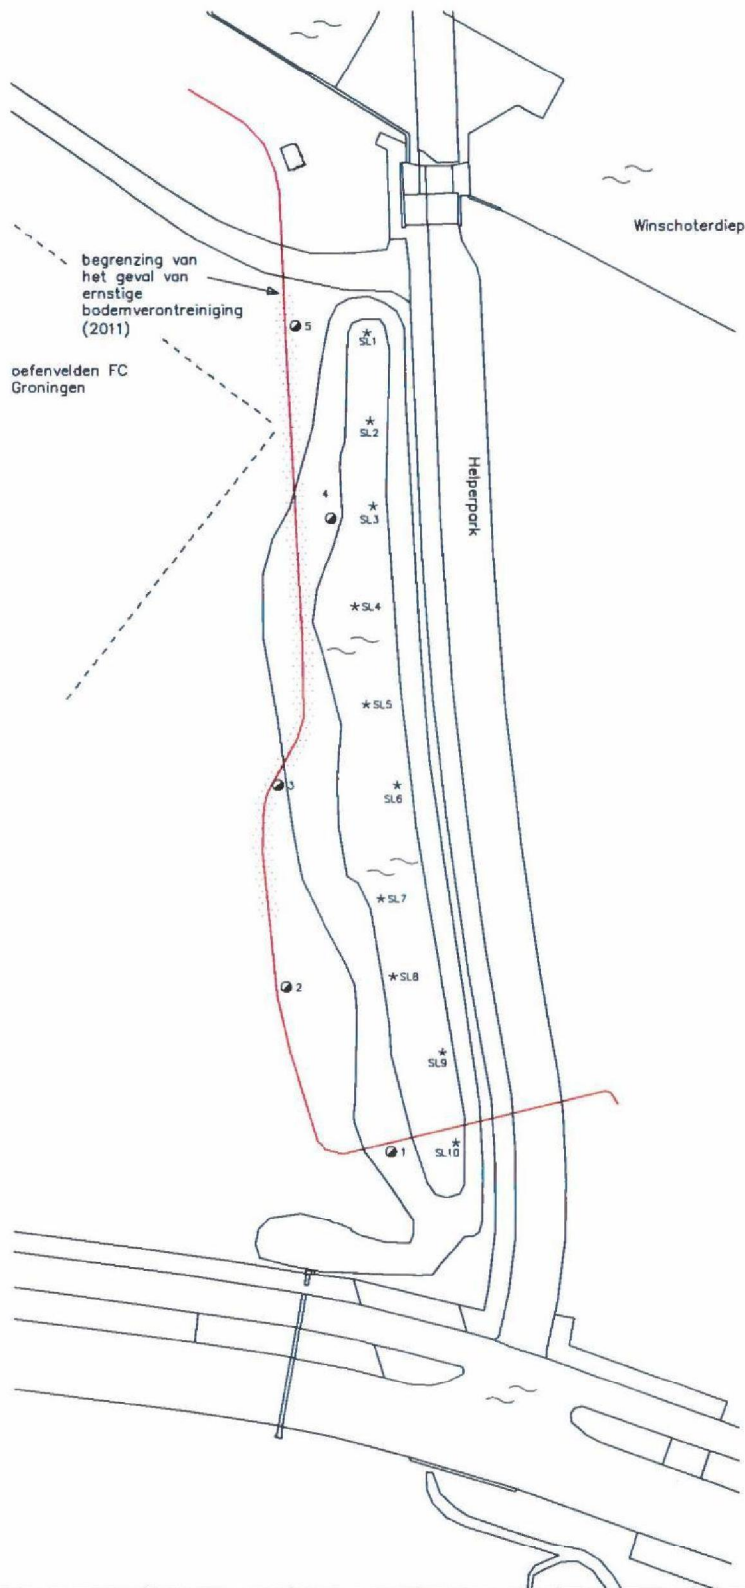 Winschoterdiep
begrenzing van
het geval van
ernstige
bodemverontreiniging
(2011)
oefenvelden FC
Groningen
5
SL1
SL2
4
SL3
Helperpark
SL4
SL5
3
SL6
SL7
SL8
2
SL9
1
SL10